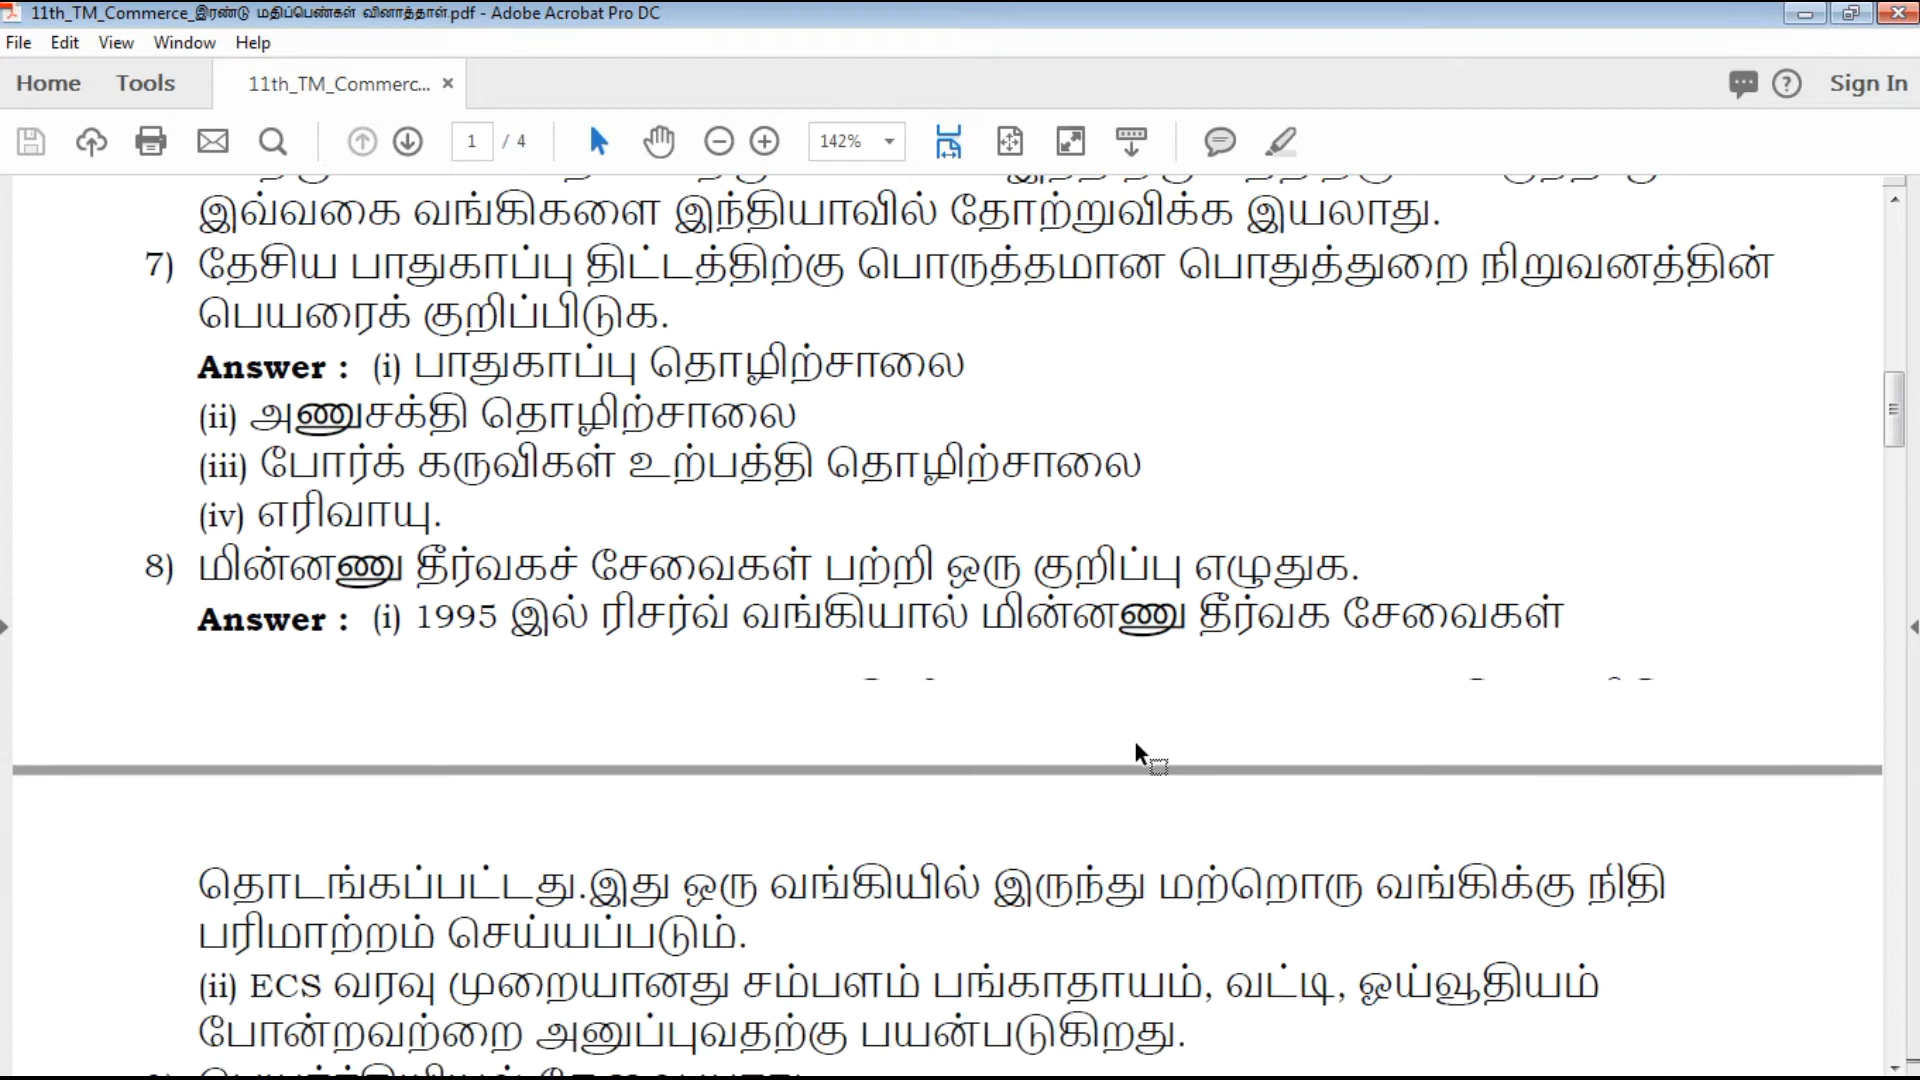 11th_TM_Commerce_இரண்டு மதிப்பெண்கள் வினாத்தாள்.pdf - Adobe Acrobat Pro DC
File Edit View Window Help
Home Tools 11th_TM_Commerc... × Sign In
1 / 4 142%
இவ்வகை வங்கிகளை இந்தியாவில் தோற்றுவிக்க இயலாது.
7) தேசிய பாதுகாப்பு திட்டத்திற்கு பொருத்தமான பொதுத்துறை நிறுவனத்தின்
பெயரைக் குறிப்பிடுக.
Answer : (i) பாதுகாப்பு தொழிற்சாலை
(ii) அணுசக்தி தொழிற்சாலை
(iii) போர்க் கருவிகள் உற்பத்தி தொழிற்சாலை
(iv) எரிவாயு.
8) மின்னணு தீர்வகச் சேவைகள் பற்றி ஒரு குறிப்பு எழுதுக.
Answer : (i) 1995 இல் ரிசர்வ் வங்கியால் மின்னணு தீர்வக சேவைகள்
தொடங்கப்பட்டது.இது ஒரு வங்கியில் இருந்து மற்றொரு வங்கிக்கு நிதி
பரிமாற்றம் செய்யப்படும்.
(ii) ECS வரவு முறையானது சம்பளம் பங்காதாயம், வட்டி, ஓய்வூதியம்
போன்றவற்றை அனுப்புவதற்கு பயன்படுகிறது.